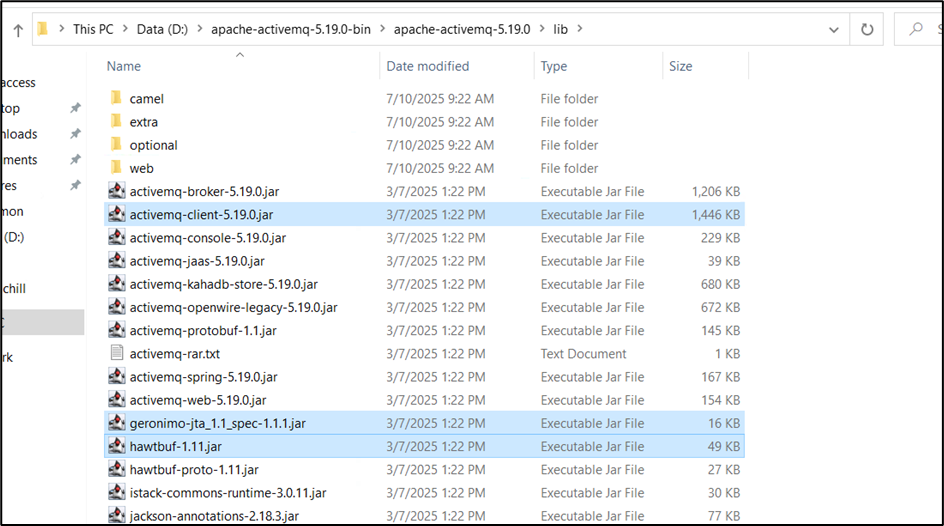 This PC > Data (D:) > apache-activemq-5.19.0-bin > apache-activemq-5.19.0 > lib >
Name Date modified Type Size
access
top
nloads
ments
res
mon
(D:)
chill
rk
camel 7/10/2025 9:22 AM File folder
extra 7/10/2025 9:22 AM File folder
optional 7/10/2025 9:22 AM File folder
web 7/10/2025 9:22 AM File folder
activemq-broker-5.19.0.jar 3/7/2025 1:22 PM Executable Jar File 1,206 KB
activemq-client-5.19.0.jar 3/7/2025 1:22 PM Executable Jar File 1,446 KB
activemq-console-5.19.0.jar 3/7/2025 1:22 PM Executable Jar File 229 KB
activemq-jaas-5.19.0.jar 3/7/2025 1:22 PM Executable Jar File 39 KB
activemq-kahadb-store-5.19.0.jar 3/7/2025 1:22 PM Executable Jar File 680 KB
activemq-openwire-legacy-5.19.0.jar 3/7/2025 1:22 PM Executable Jar File 672 KB
activemq-protobuf-1.1.jar 3/7/2025 1:22 PM Executable Jar File 145 KB
activemq-rar.txt 3/7/2025 1:22 PM Text Document 1 KB
activemq-spring-5.19.0.jar 3/7/2025 1:22 PM Executable Jar File 167 KB
activemq-web-5.19.0.jar 3/7/2025 1:22 PM Executable Jar File 154 KB
geronimo-jta_1.1_spec-1.1.1.jar 3/7/2025 1:22 PM Executable Jar File 16 KB
hawtbuf-1.11.jar 3/7/2025 1:22 PM Executable Jar File 49 KB
hawtbuf-proto-1.11.jar 3/7/2025 1:22 PM Executable Jar File 27 KB
istack-commons-runtime-3.0.11.jar 3/7/2025 1:22 PM Executable Jar File 30 KB
jackson-annotations-2.18.3.jar 3/7/2025 1:22 PM Executable Jar File 77 KB